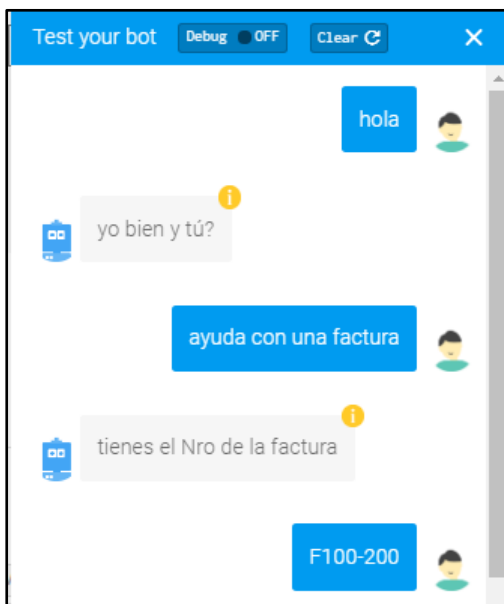 Test your bot Debug OFF Clear
hola
yo bien y tú?
ayuda con una factura
tienes el Nro de la factura
F100-200